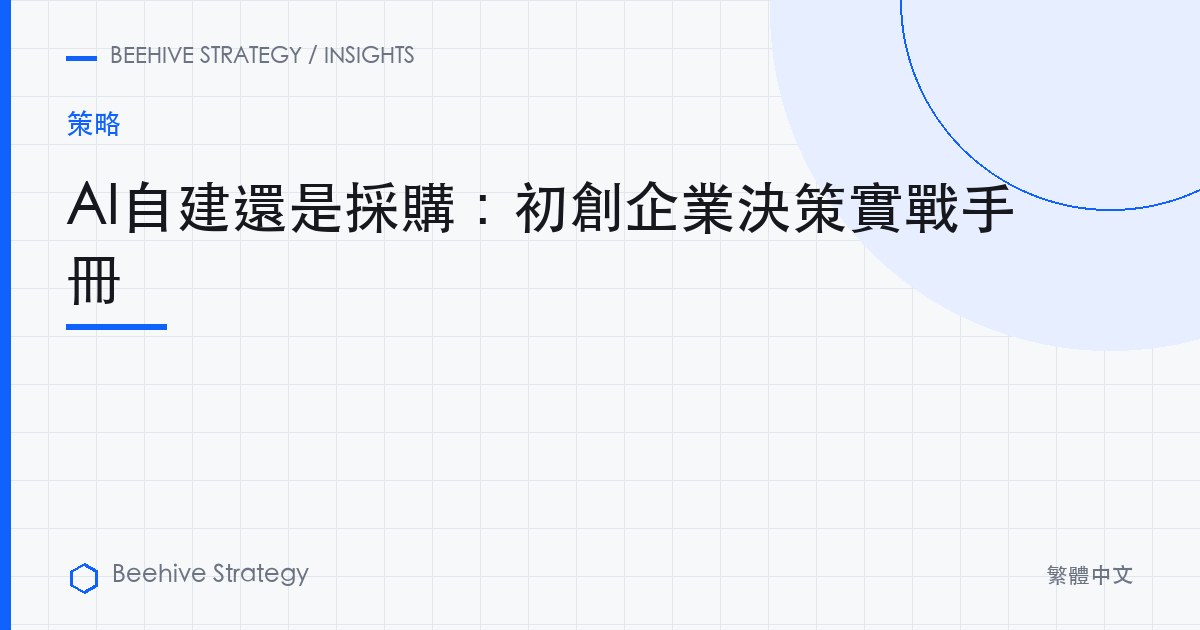 BEEHIVE STRATEGY / INSIGHTS
策略
AI自建還是採購：初創企業決策實戰手
冊
Beehive Strategy
繁體中文